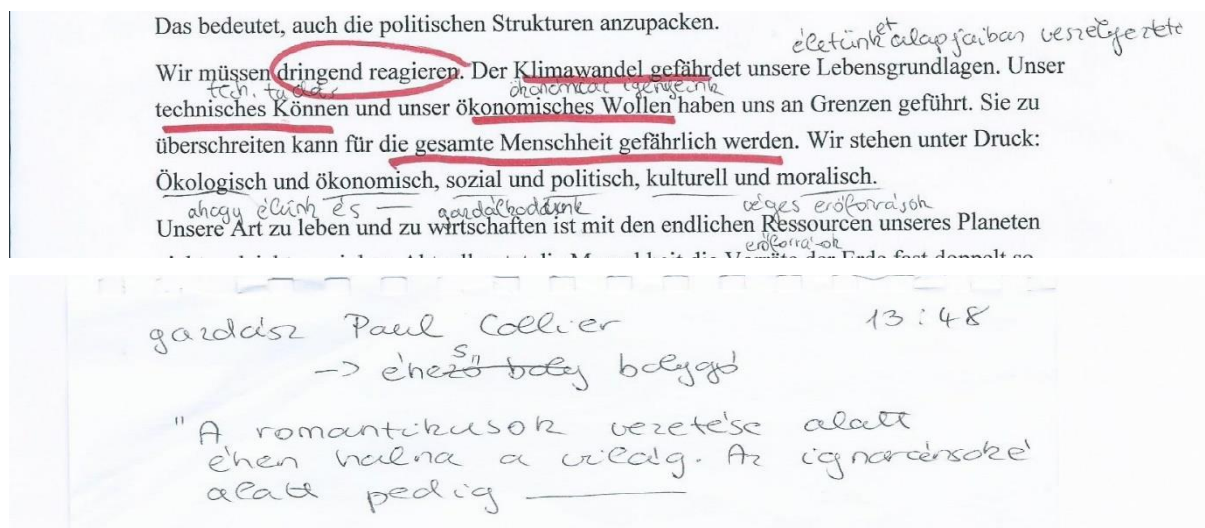 Das bedeutet, auch die politischen Strukturen anzupacken.
életünket alapjaiban veszélyezteti
Wir müssen dringend reagieren. Der Klimawandel gefährdet unsere Lebensgrundlagen. Unser
tech. tudás ökonómiai igényeink
technisches Können und unser ökonomisches Wollen haben uns an Grenzen geführt. Sie zu
überschreiten kann für die gesamte Menschheit gefährlich werden. Wir stehen unter Druck:
Ökologisch und ökonomisch, sozial und politisch, kulturell und moralisch.
ahogy élünk és — gazdálkodásunk véges erőforrások
Unsere Art zu leben und zu wirtschaften ist mit den endlichen Ressourcen unseres Planeten
erőforrások
gazdász Paul Collier 13:48
-> éhező boly bolygó
"A romantikusok vezetése alatt
éhen halna a világ. Az ignoránsoké
alatt pedig ______